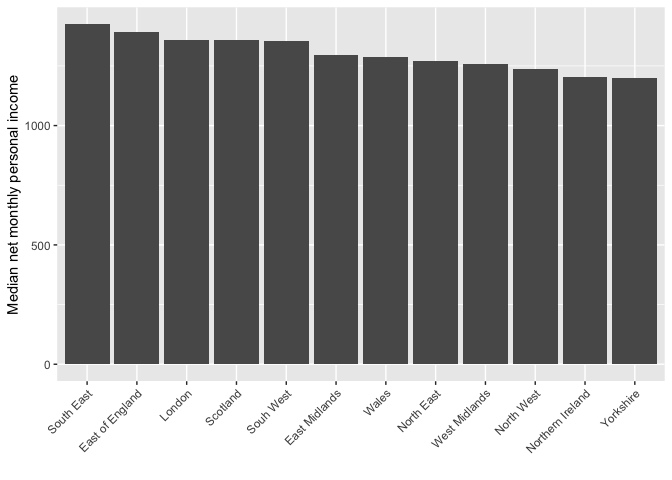 Median net monthly personal income
1000
500
0
South East
East of England
London
Scotland
Souh West
East Midlands
Wales
North East
West Midlands
North West
Northern Ireland
Yorkshire